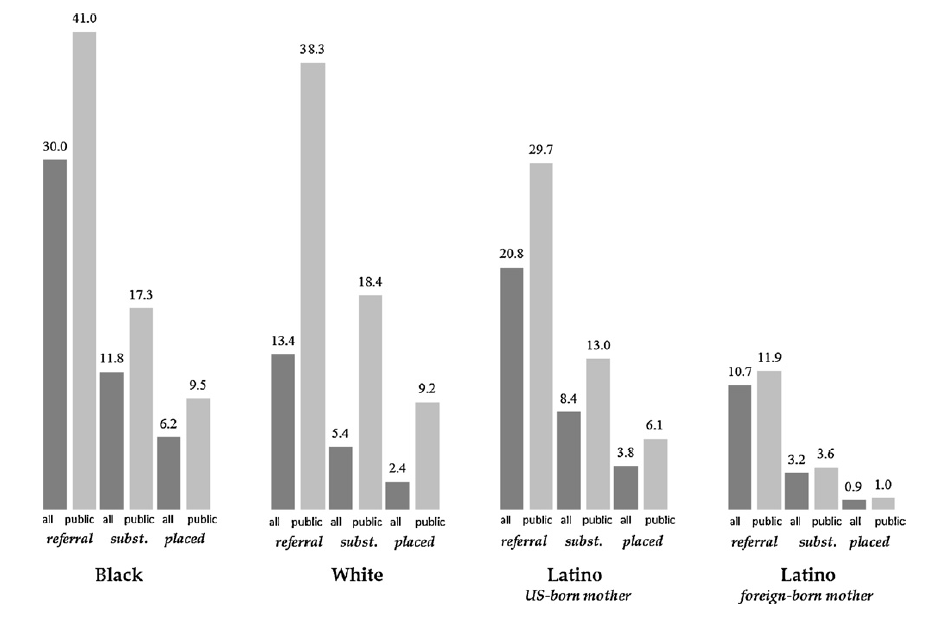 41.0
38.3
30.0
29.7
20.8
17.3
18.4
13.4
13.0
11.8
11.9
10.7
9.5
9.2
8.4
6.2
6.1
5.4
3.8
3.2
3.6
2.4
0.9
1.0
all public all public all public
referral subst. placed
Black
all public all public all public
referral subst. placed
White
all public all public all public
referral subst. placed
Latino
US-born mother
all public all public all public
referral subst. placed
Latino
foreign-born mother